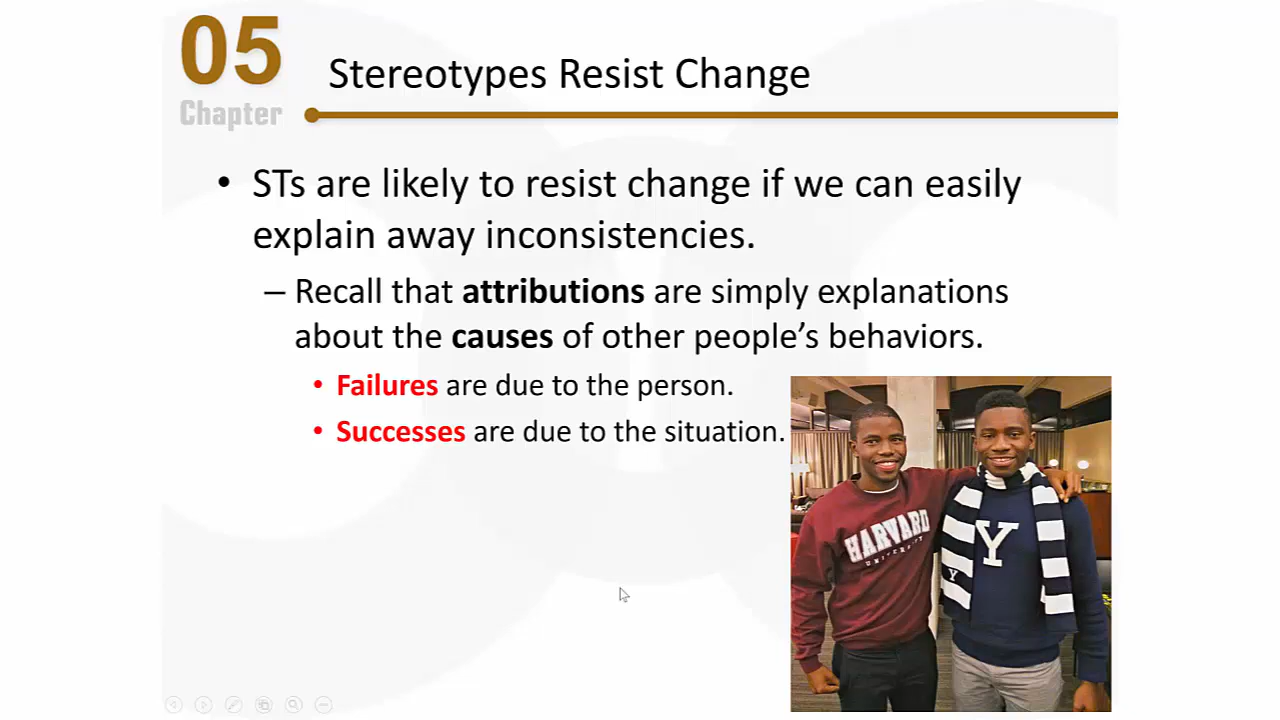 05
Chapter
Stereotypes Resist Change
• STs are likely to resist change if we can easily
explain away inconsistencies.
– Recall that attributions are simply explanations
about the causes of other people’s behaviors.
• Failures are due to the person.
• Successes are due to the situation.
HARVARD
UNIVERSITY
Y
Y